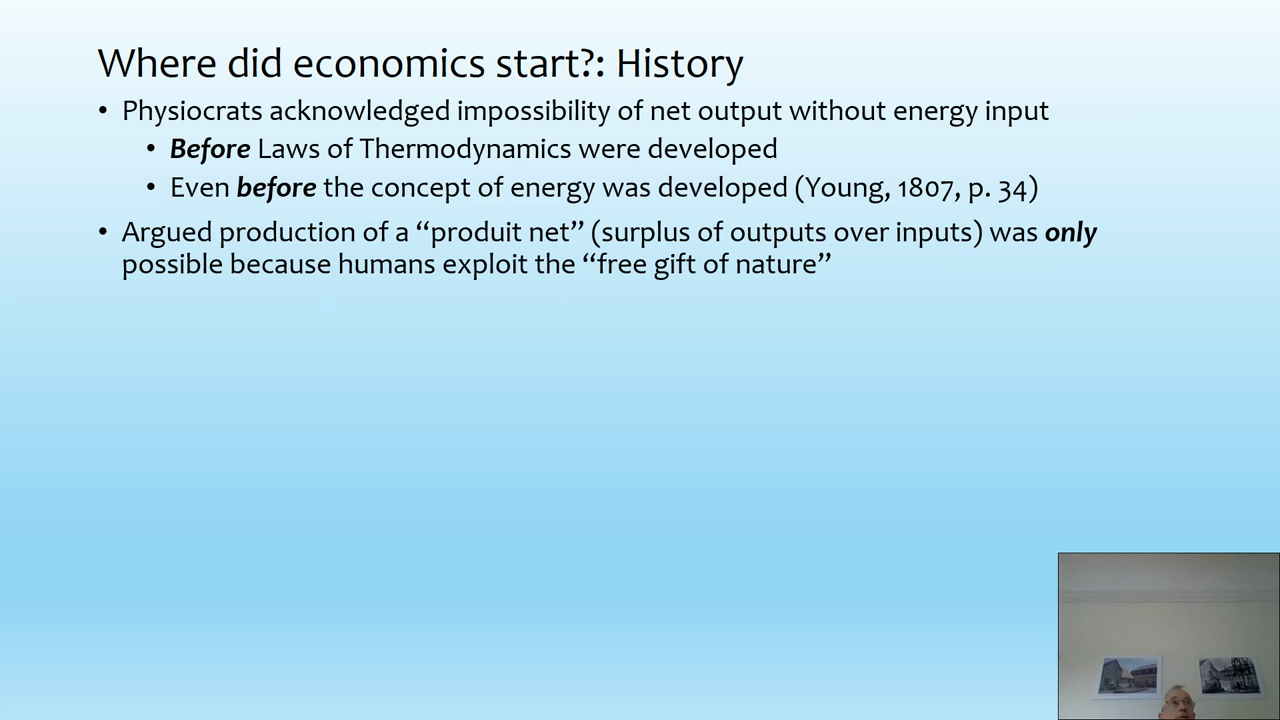 Where did economics start?: History
• Physiocrats acknowledged impossibility of net output without energy input
• Before Laws of Thermodynamics were developed
• Even before the concept of energy was developed (Young, 1807, p. 34)
• Argued production of a “produit net” (surplus of outputs over inputs) was only
possible because humans exploit the “free gift of nature”